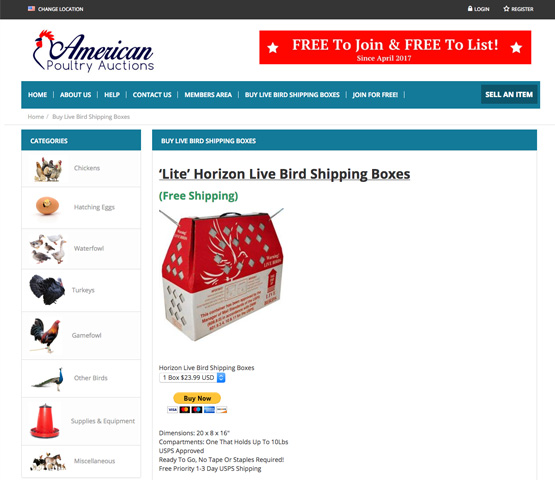 CHANGE LOCATION
LOGIN
REGISTER
American
Poultry Auctions
FREE To Join & FREE To List!
Since April 2017
HOME
ABOUT US
HELP
CONTACT US
MEMBERS AREA
BUY LIVE BIRD SHIPPING BOXES
JOIN FOR FREE!
SELL AN ITEM
Home / Buy Live Bird Shipping Boxes
CATEGORIES
Chickens
Hatching Eggs
Waterfowl
Turkeys
Gamefowl
Other Birds
Supplies & Equipment
Miscellaneous
BUY LIVE BIRD SHIPPING BOXES
‘Lite’ Horizon Live Bird Shipping Boxes
(Free Shipping)
Horizon Live Bird Shipping Boxes
1 Box $23.99 USD
Buy Now
VISA
Dimensions: 20 x 8 x 16"
Compartments: One That Holds Up To 10Lbs
USPS Approved
Ready To Go, No Tape Or Staples Required!
Free Priority 1-3 Day USPS Shipping